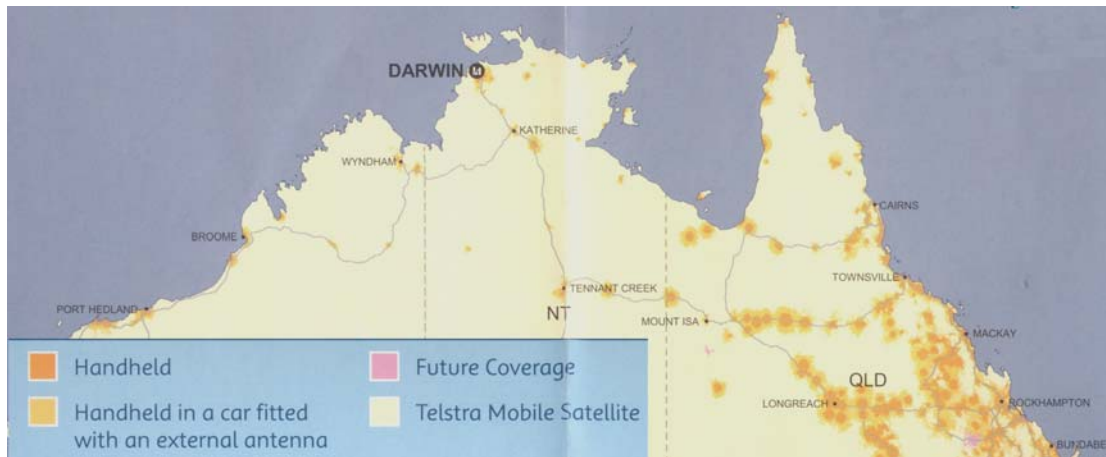 DARWIN
KATHERINE
WYNDHAM
CAIRNS
BROOME
TOWNSVILLE
TENNANT CREEK
PORT HEDLAND
NT
MOUNT ISA
MACKAY
QLD
LONGREACH
ROCKHAMPTON
BUNDABE
Handheld
Handheld in a car fitted
with an external antenna
Future Coverage
Telstra Mobile Satellite